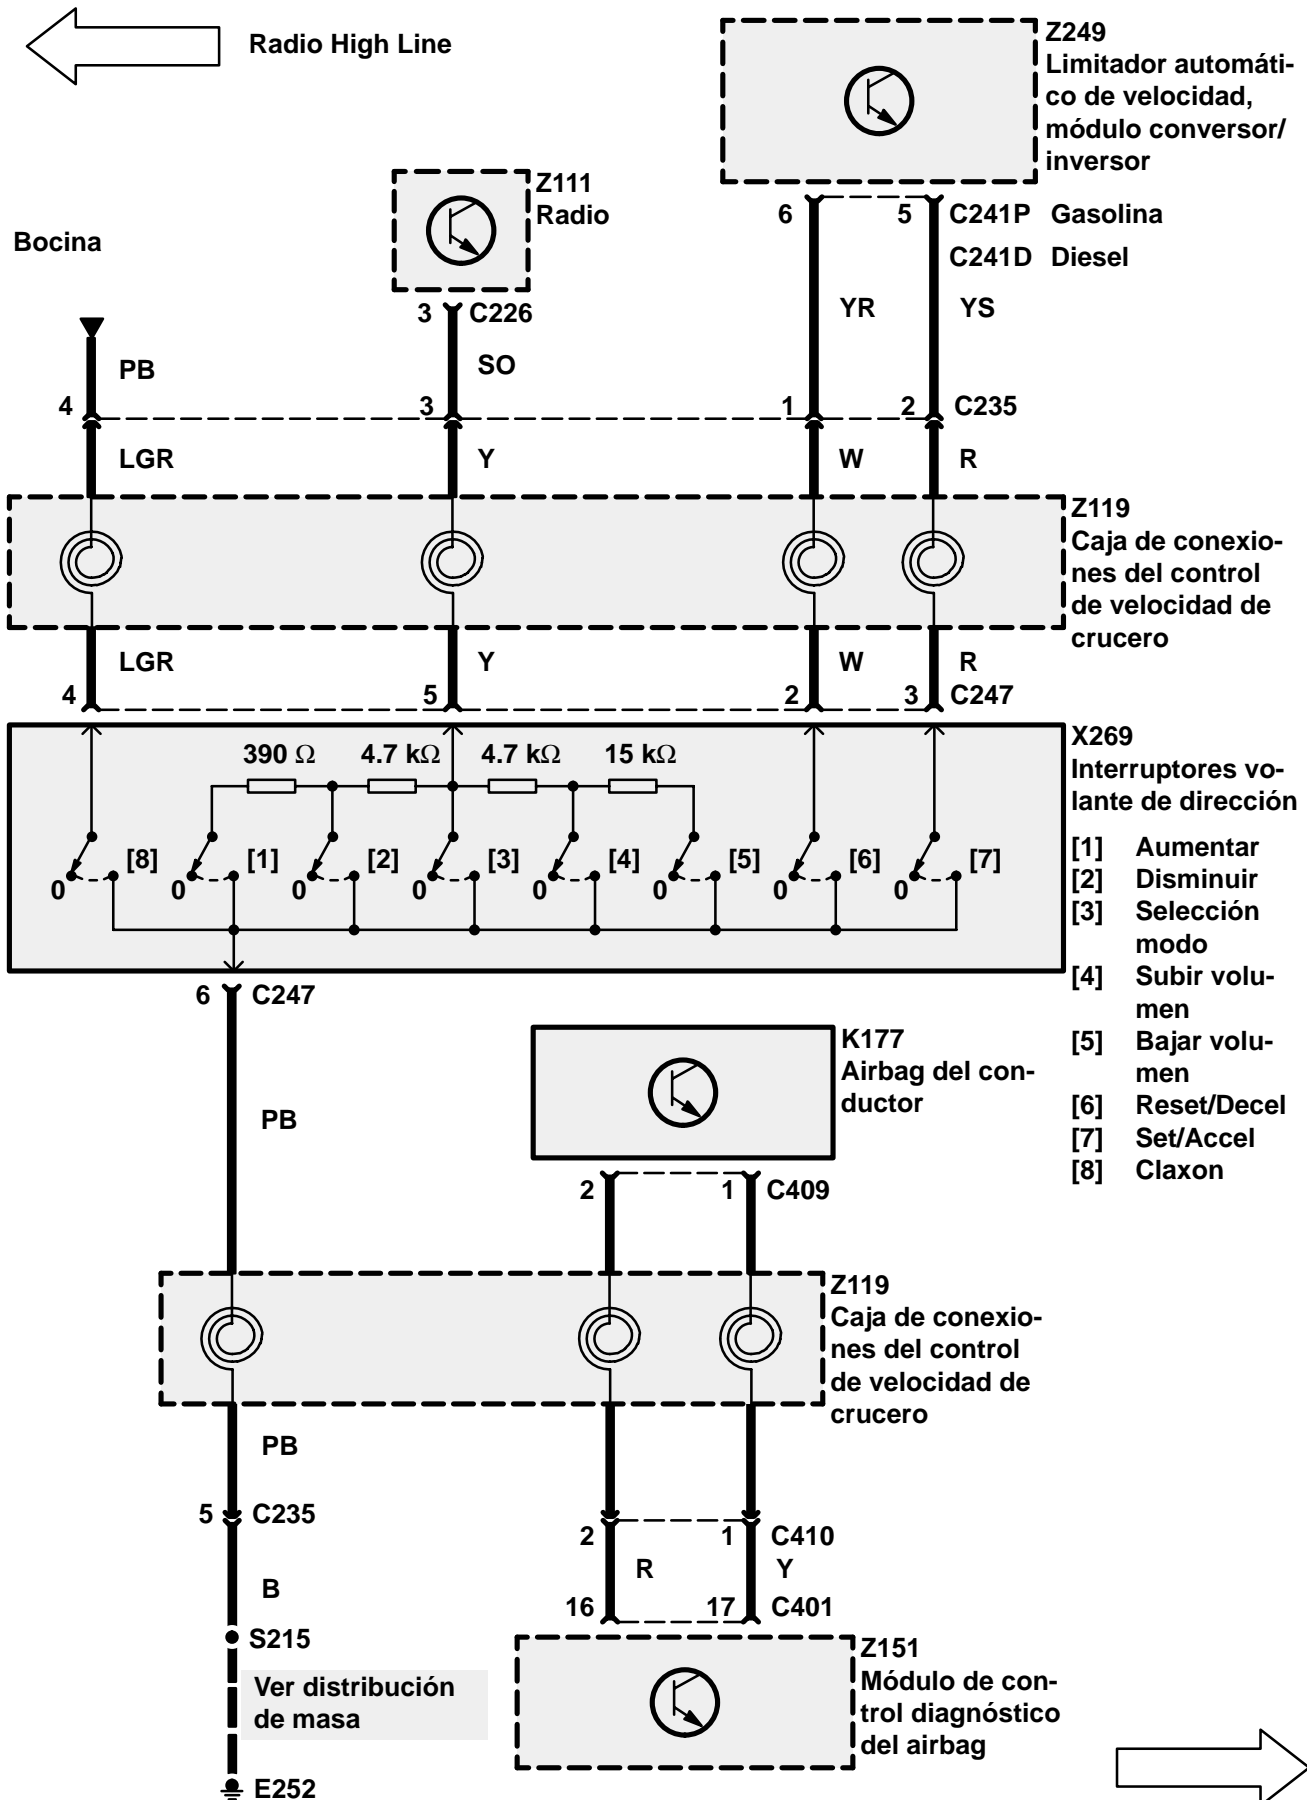 Radio High Line
Z249
Limitador automáti-
co de velocidad,
módulo conversor/
inversor
Z111
Radio
Bocina
6
5
C241P Gasolina
C241D Diesel
3
C226
YR
YS
PB
SO
4
3
1
2
C235
LGR
Y
W
R
Z119
Caja de conexio-
nes del control
de velocidad de
crucero
LGR
Y
W
R
4
5
2
3
C247
X269
Interruptores vo-
lante de dirección
390 Ω
4.7 kΩ
4.7 kΩ
15 kΩ
[8]
[1]
[2]
[3]
[4]
[5]
[6]
[7]
0
0
0
0
0
0
0
0
[1] Aumentar
[2] Disminuir
[3] Selección
modo
[4] Subir volu-
men
[5] Bajar volu-
men
[6] Reset/Decel
[7] Set/Accel
[8] Claxon
6
C247
K177
Airbag del con-
ductor
PB
2
1
C409
Z119
Caja de conexio-
nes del control
de velocidad de
crucero
PB
5
C235
2
1
C410
R
Y
B
16
17
C401
S215
Ver distribución
de masa
Z151
Módulo de con-
trol diagnóstico
del airbag
E252